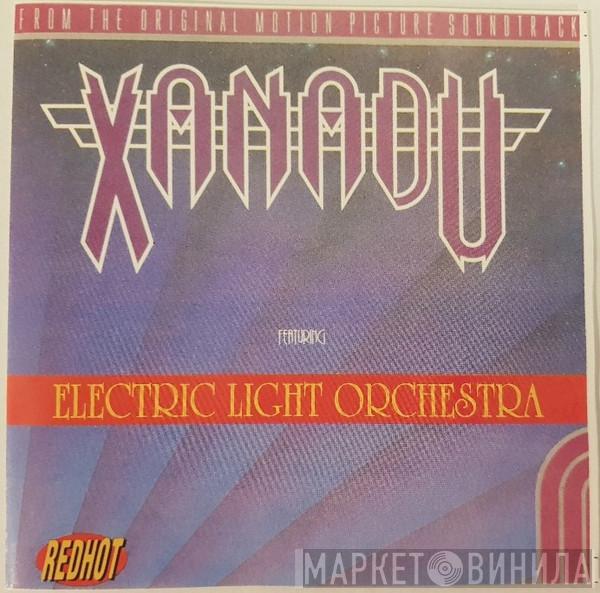 FROM THE ORIGINAL MOTION PICTURE SOUNDTRACK
XANADU
FEATURING
ELECTRIC LIGHT ORCHESTRA
REDHOT
МАРКЕТ ВИНИЛА